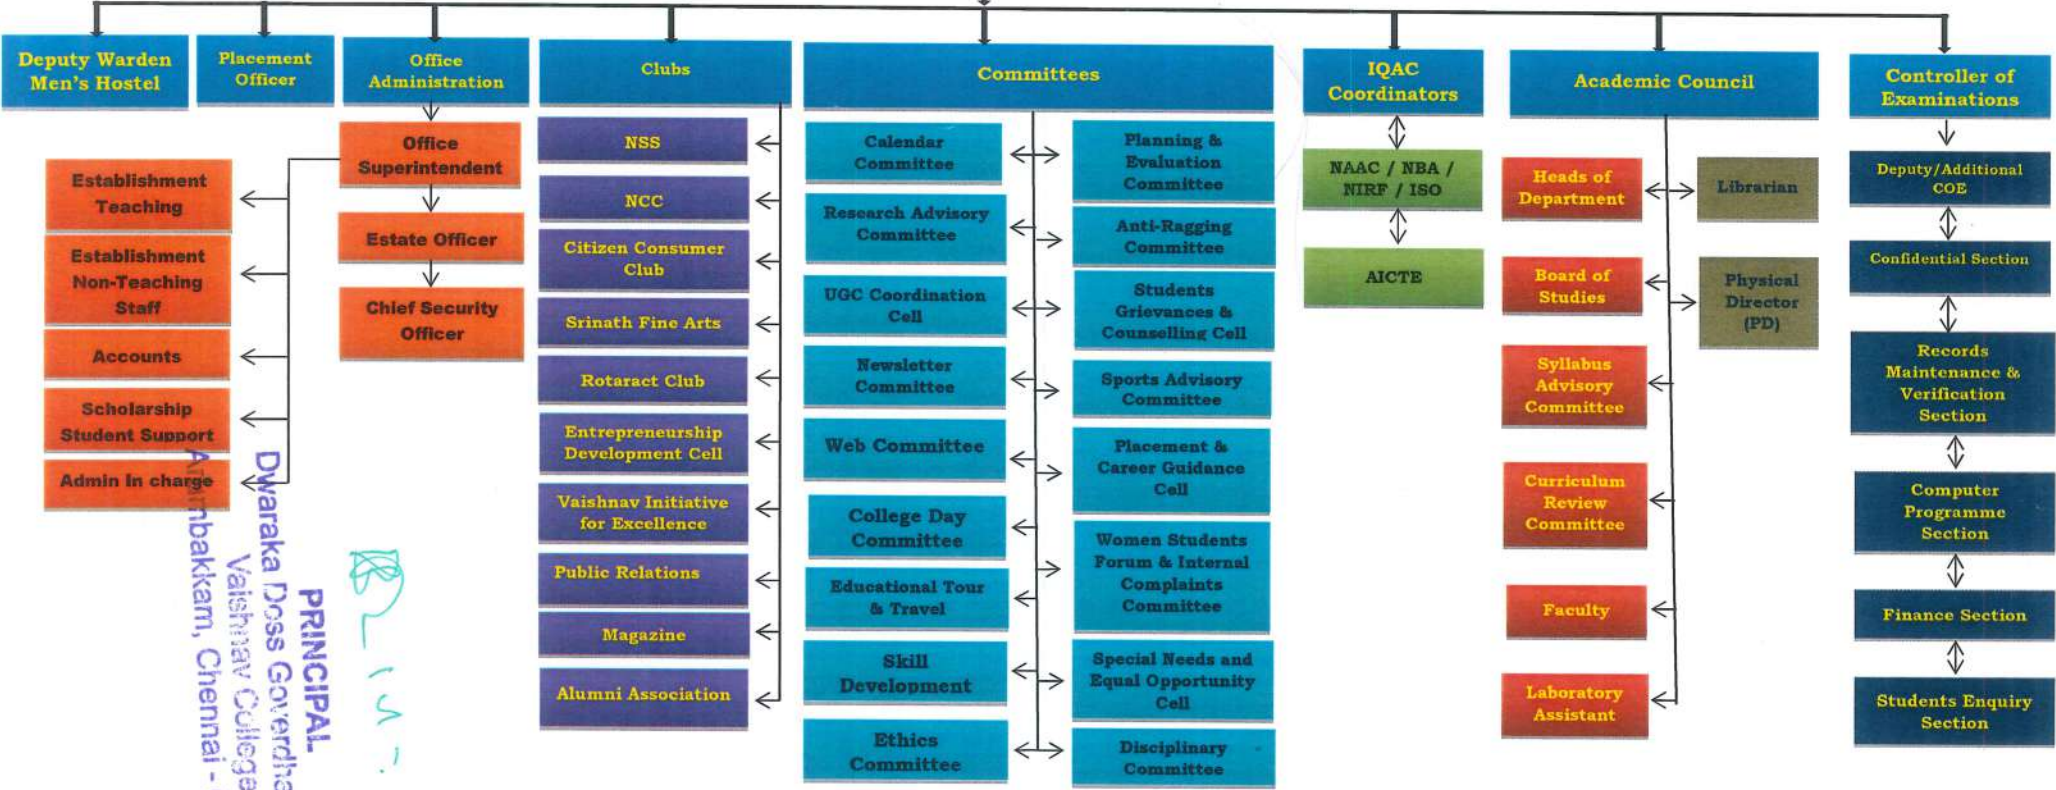 Deputy Warden
Men's Hostel
Placement
Officer
Office
Administration
Clubs
Committees
IQAC
Coordinators
Academic Council
Controller of
Examinations
Office
Superintendent
Estate Officer
Chief Security
Officer
Establishment
Teaching
Establishment
Non-Teaching
Staff
Accounts
Scholarship
Student Support
Admin In charge
NSS
NCC
Citizen Consumer
Club
Srinath Fine Arts
Rotaract Club
Entrepreneurship
Development Cell
Vaishnav Initiative
for Excellence
Public Relations
Magazine
Alumni Association
Calendar
Committee
Research Advisory
Committee
UGC Coordination
Cell
Newsletter
Committee
Web Committee
College Day
Committee
Educational Tour
& Travel
Skill
Development
Ethics
Committee
Planning &
Evaluation
Committee
Anti-Ragging
Committee
Students
Grievances &
Counselling Cell
Sports Advisory
Committee
Placement &
Career Guidance
Cell
Women Students
Forum & Internal
Complaints
Committee
Special Needs and
Equal Opportunity
Cell
Disciplinary
Committee
NAAC / NBA /
NIRF / ISO
AICTE
Heads of
Department
Board of
Studies
Syllabus
Advisory
Committee
Curriculum
Review
Committee
Faculty
Laboratory
Assistant
Librarian
Physical
Director
(PD)
Deputy/Additional
COE
Confidential Section
Records
Maintenance &
Verification
Section
Computer
Programme
Section
Finance Section
Students Enquiry
Section
PRINCIPAL
Dwaraka Doss Goverdha
Vaishnav College
Chennai -